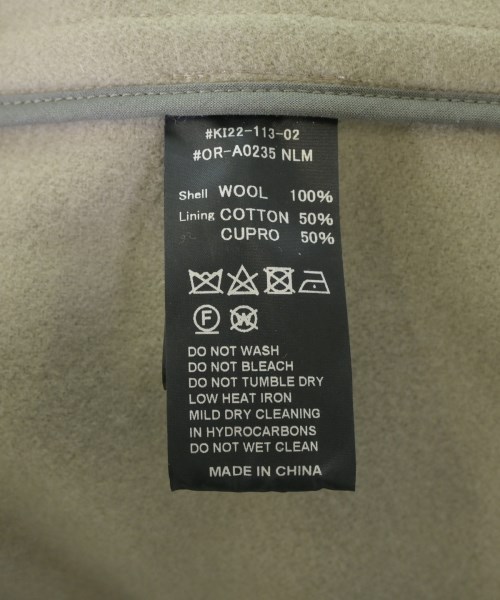 #KI22-113-02
#OR-A0235 NLM
Shell WOOL 100%
Lining COTTON 50%
CUPRO 50%
F W
DO NOT WASH
DO NOT BLEACH
DO NOT TUMBLE DRY
LOW HEAT IRON
MILD DRY CLEANING
IN HYDROCARBONS
DO NOT WET CLEAN
MADE IN CHINA